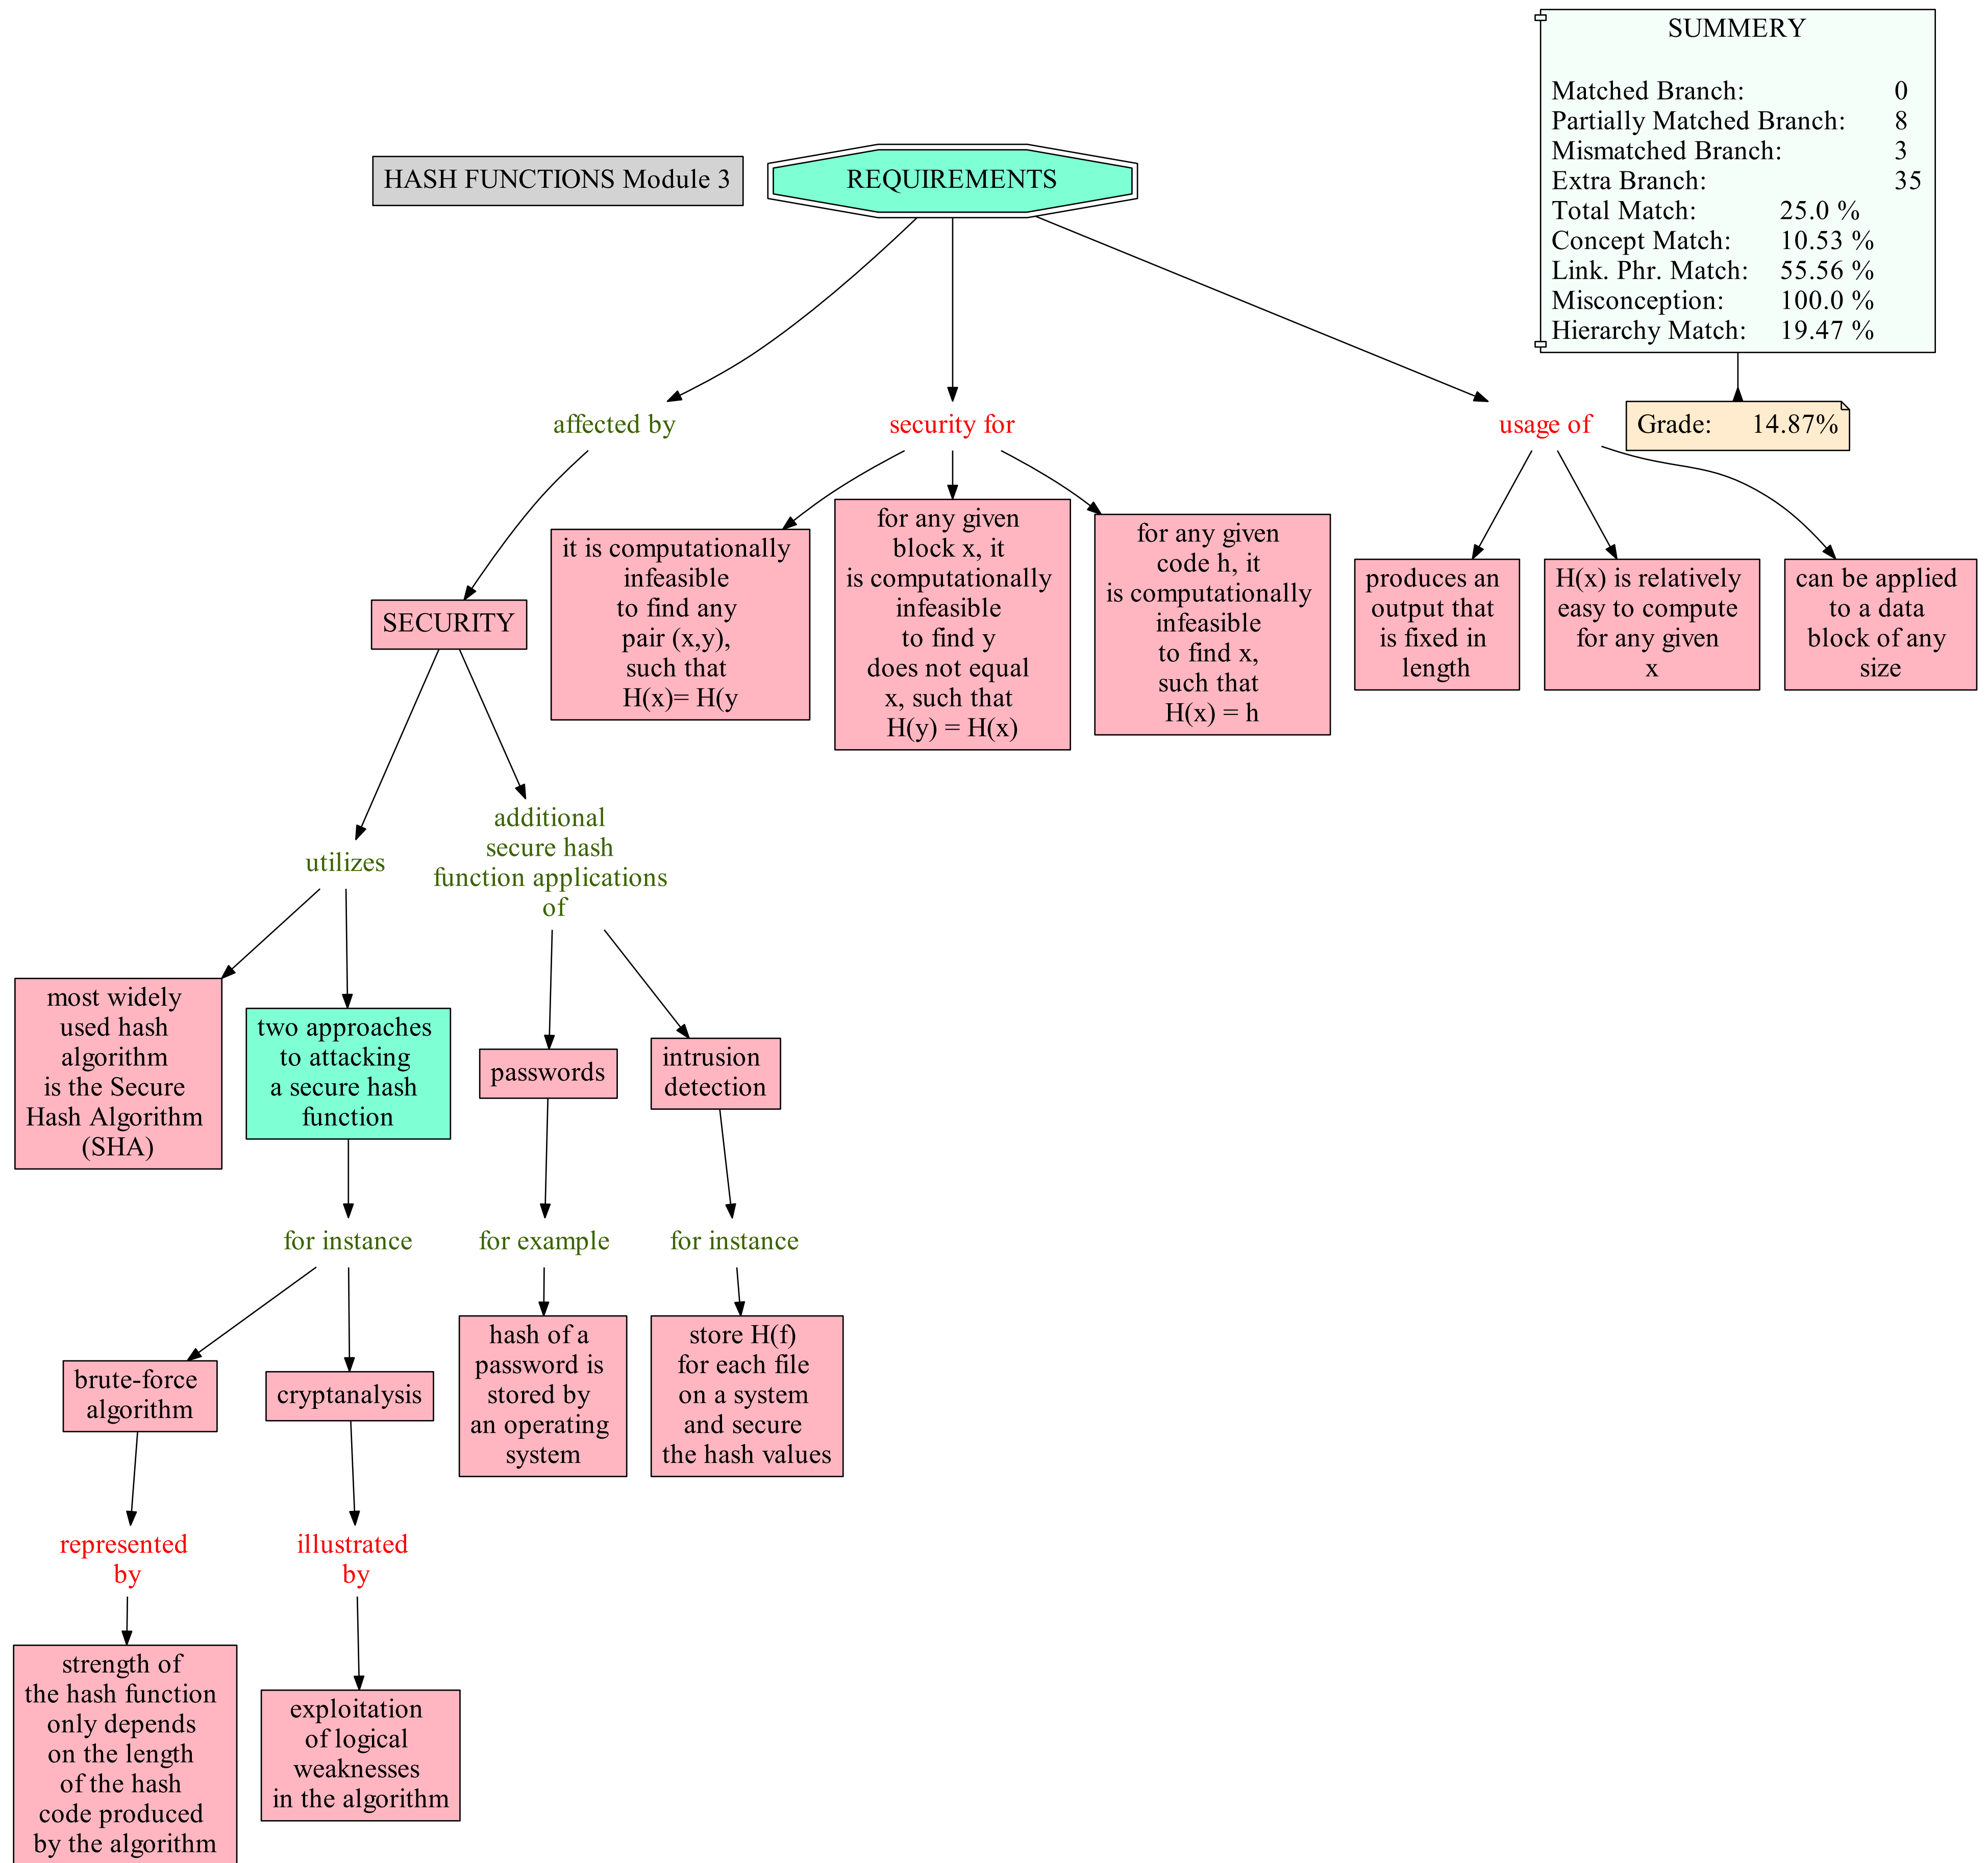 SUMMERY
Matched Branch: 0
Partially Matched Branch: 8
Mismatched Branch: 3
Extra Branch: 35
Total Match: 25.0 %
Concept Match: 10.53 %
Link. Phr. Match: 55.56 %
Misconception: 100.0 %
Hierarchy Match: 19.47 %
HASH FUNCTIONS Module 3
REQUIREMENTS
affected by
security for
usage of
Grade: 14.87%
it is computationally
infeasible
to find any
pair (x,y),
such that
H(x)= H(y
for any given
block x, it
is computationally
infeasible
to find y
does not equal
x, such that
H(y) = H(x)
for any given
code h, it
is computationally
infeasible
to find x,
such that
H(x) = h
produces an
output that
is fixed in
length
H(x) is relatively
easy to compute
for any given
x
can be applied
to a data
block of any
size
SECURITY
utilizes
additional
secure hash
function applications
of
most widely
used hash
algorithm
is the Secure
Hash Algorithm
(SHA)
two approaches
to attacking
a secure hash
function
passwords
intrusion
detection
for instance
for example
for instance
brute-force
algorithm
cryptanalysis
hash of a
password is
stored by
an operating
system
store H(f)
for each file
on a system
and secure
the hash values
represented
by
illustrated
by
strength of
the hash function
only depends
on the length
of the hash
code produced
by the algorithm
exploitation
of logical
weaknesses
in the algorithm